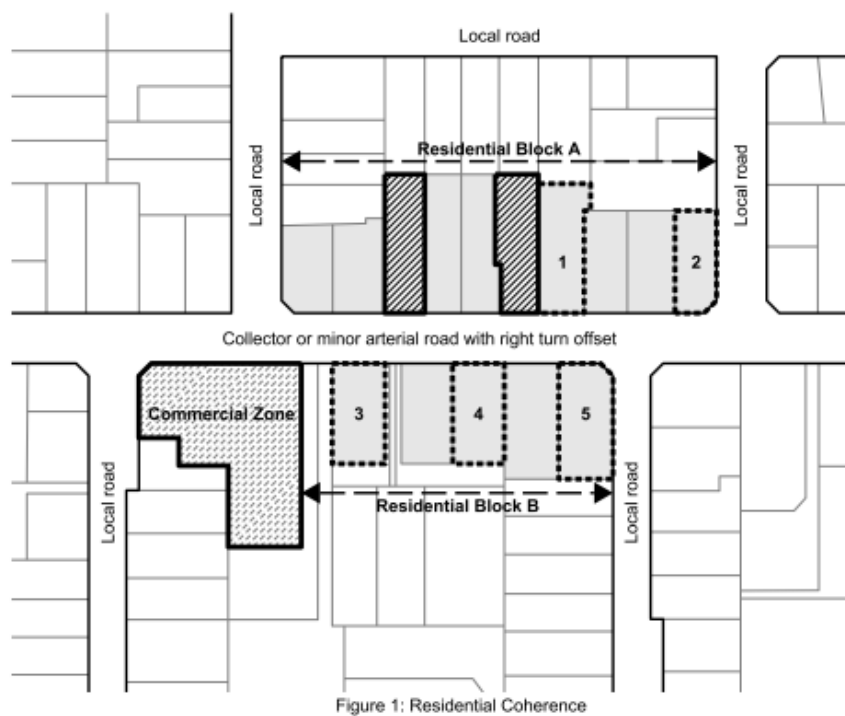 Local road
Residential Block A
Local road
Local road
1
2
Collector or minor arterial road with right turn offset
Commercial Zone
3
4
5
Local road
Residential Block B
Local road
Figure 1: Residential Coherence